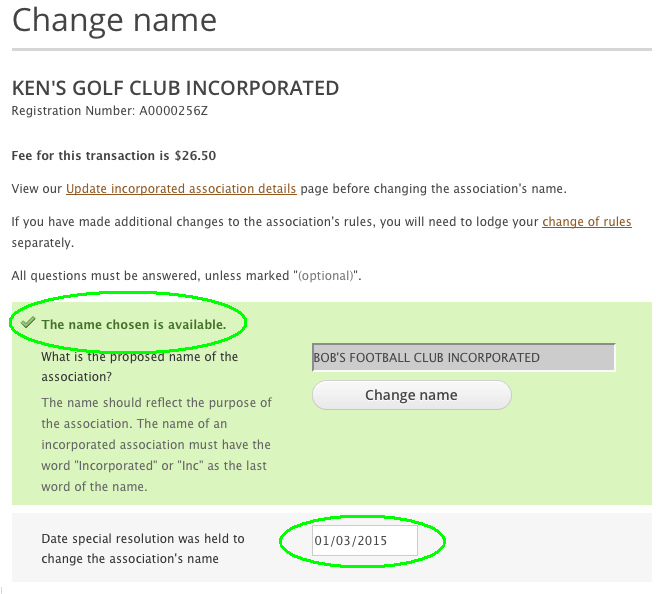 Change name
KEN'S GOLF CLUB INCORPORATED
Registration Number: A0000256Z
Fee for this transaction is $26.50
View our Update incorporated association details page before changing the association's name.
If you have made additional changes to the association's rules, you will need to lodge your change of rules
separately.
All questions must be answered, unless marked "(optional)".
The name chosen is available.
What is the proposed name of the
association?
BOB'S FOOTBALL CLUB INCORPORATED
Change name
The name should reflect the purpose of
the association. The name of an
incorporated association must have the
word "Incorporated" or "Inc" as the last
word of the name.
Date special resolution was held to
change the association's name
01/03/2015